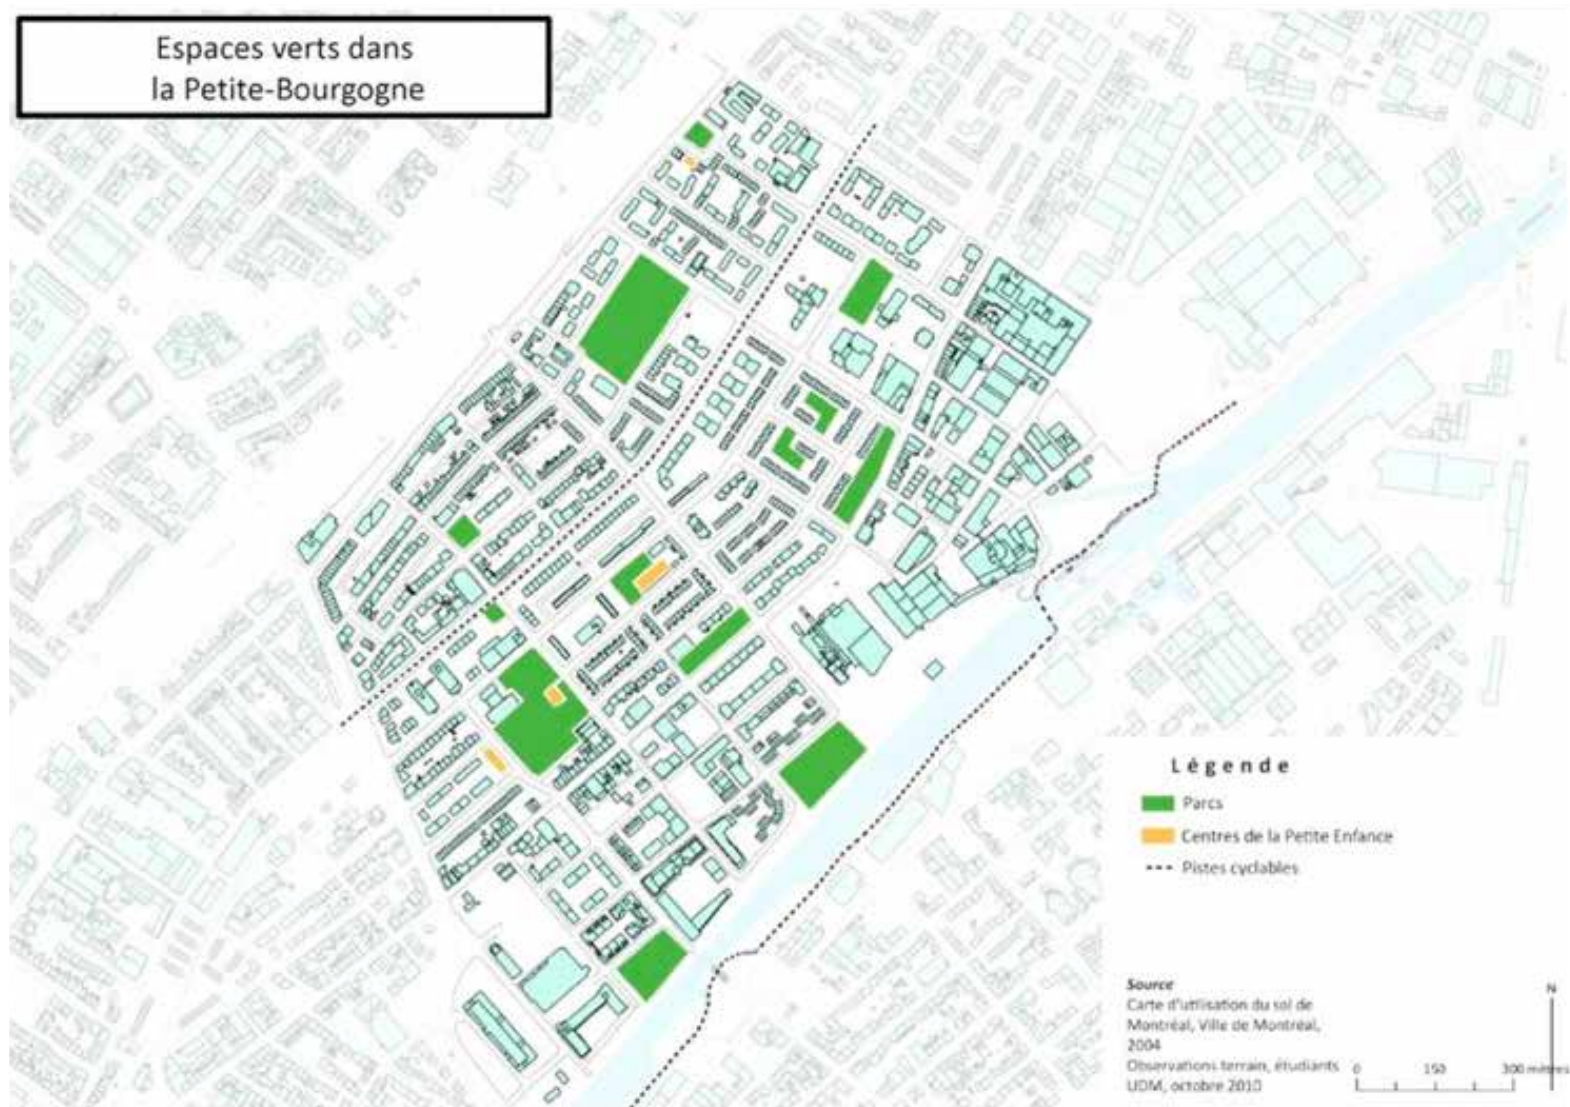 Espaces verts dans
la Petite-Bourgogne
Légende
Parcs
Centres de la Petite Enfance
Pistes cyclables
Source
Carte d'utilisation du sol de
Montréal, Ville de Montréal,
2004
Observations terrain, étudiants
UDM, octobre 2010
N
0 150 300 mètres